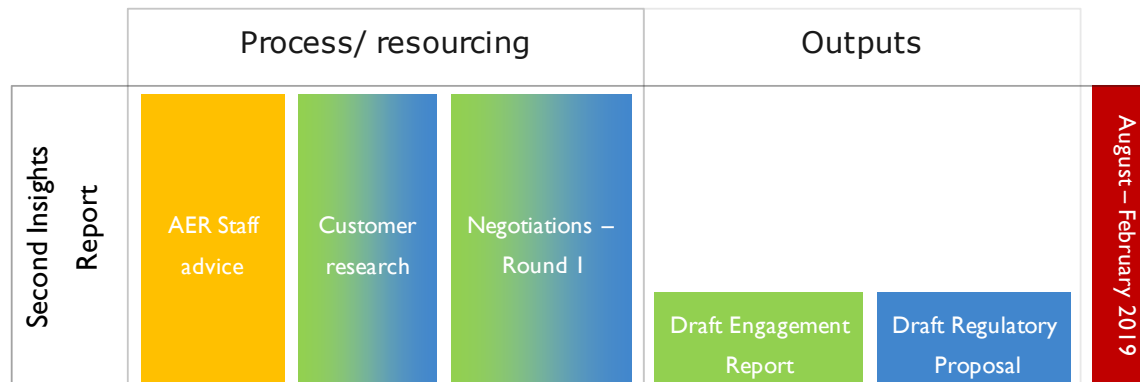 Process/ resourcing
Outputs
Second Insights
Report
AER Staff
advice
Customer
research
Negotiations –
Round 1
Draft Engagement
Report
Draft Regulatory
Proposal
August – February 2019